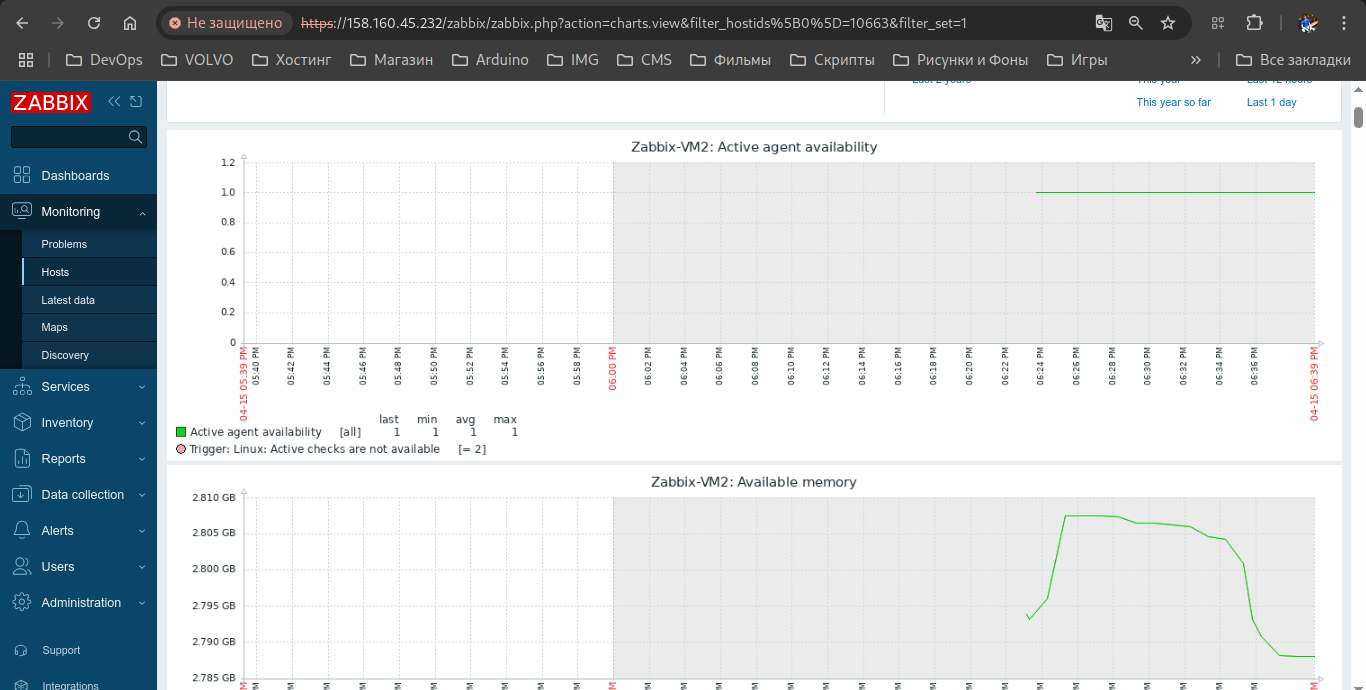 Не защищено https://158.160.45.232/zabbix/zabbix.php?action=charts.view&filter_hostids%5B0%5D=10663&filter_set=1
DevOps VOLVO Хостинг Магазин Arduino IMG CMS Фильмы Скрипты Рисунки и Фоны Игры » Все закладки
ZABBIX
Dashboards
Monitoring
Problems
Hosts
Latest data
Maps
Discovery
Services
Inventory
Reports
Data collection
Alerts
Users
Administration
Support
Integrations
Last 2 years This year Last 12 hours
This year so far Last 1 day
Zabbix-VM2: Active agent availability
1.2
1.0
0.8
0.6
0.4
0.2
0
04-15 05:39 PM
05:40 PM
05:42 PM
05:44 PM
05:46 PM
05:48 PM
05:50 PM
05:52 PM
05:54 PM
05:56 PM
05:58 PM
06:00 PM
06:02 PM
06:04 PM
06:06 PM
06:08 PM
06:10 PM
06:12 PM
06:14 PM
06:16 PM
06:18 PM
06:20 PM
06:22 PM
06:24 PM
06:26 PM
06:28 PM
06:30 PM
06:32 PM
06:34 PM
06:36 PM
04-15 06:39 PM
last min avg max
Active agent availability [all] 1 1 1 1
Trigger: Linux: Active checks are not available [= 2]
Zabbix-VM2: Available memory
2.810 GB
2.805 GB
2.800 GB
2.795 GB
2.790 GB
2.785 GB